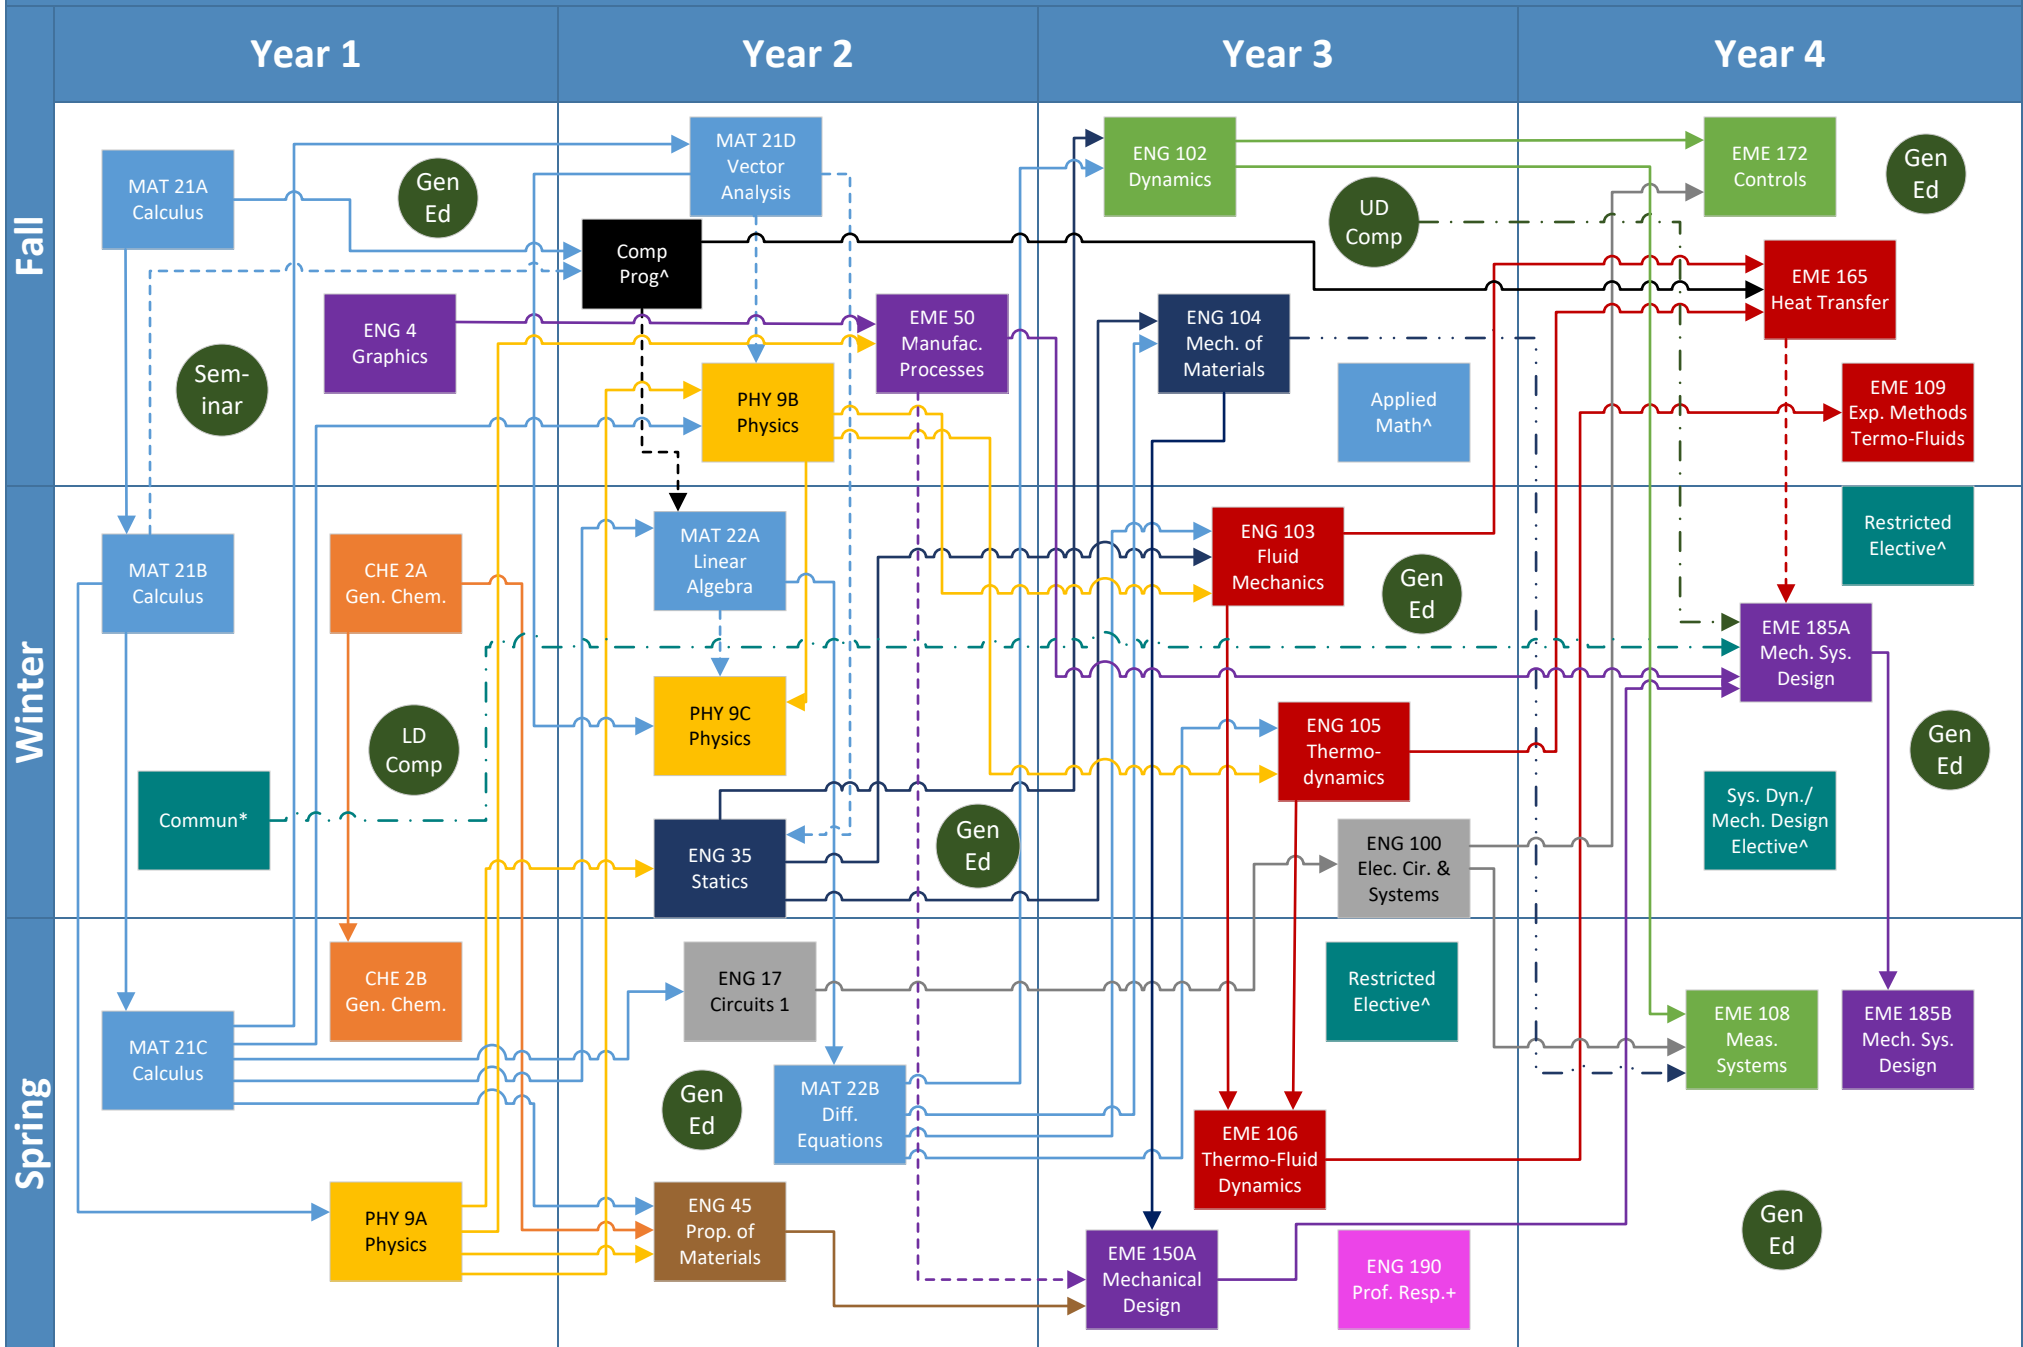 Year 1
Year 2
Year 3
Year 4
Fall
MAT 21A
Calculus
Gen
Ed
ENG 4
Graphics
Sem-
inar
MAT 21D
Vector
Analysis
Comp
Prog^
EME 50
Manufac.
Processes
PHY 9B
Physics
ENG 102
Dynamics
UD
Comp
ENG 104
Mech. of
Materials
Applied
Math^
EME 172
Controls
Gen
Ed
EME 165
Heat Transfer
EME 109
Exp. Methods
Termo-Fluids
Winter
MAT 21B
Calculus
CHE 2A
Gen. Chem.
LD
Comp
Commun*
MAT 22A
Linear
Algebra
PHY 9C
Physics
ENG 35
Statics
Gen
Ed
ENG 103
Fluid
Mechanics
Gen
Ed
ENG 105
Thermo-
dynamics
ENG 100
Elec. Cir. &
Systems
Restricted
Elective^
EME 185A
Mech. Sys.
Design
Gen
Ed
Sys. Dyn./
Mech. Design
Elective^
Spring
CHE 2B
Gen. Chem.
MAT 21C
Calculus
PHY 9A
Physics
ENG 17
Circuits 1
Gen
Ed
MAT 22B
Diff.
Equations
ENG 45
Prop. of
Materials
Restricted
Elective^
EME 106
Thermo-Fluid
Dynamics
EME 150A
Mechanical
Design
ENG 190
Prof. Resp.+
EME 108
Meas.
Systems
EME 185B
Mech. Sys.
Design
Gen
Ed